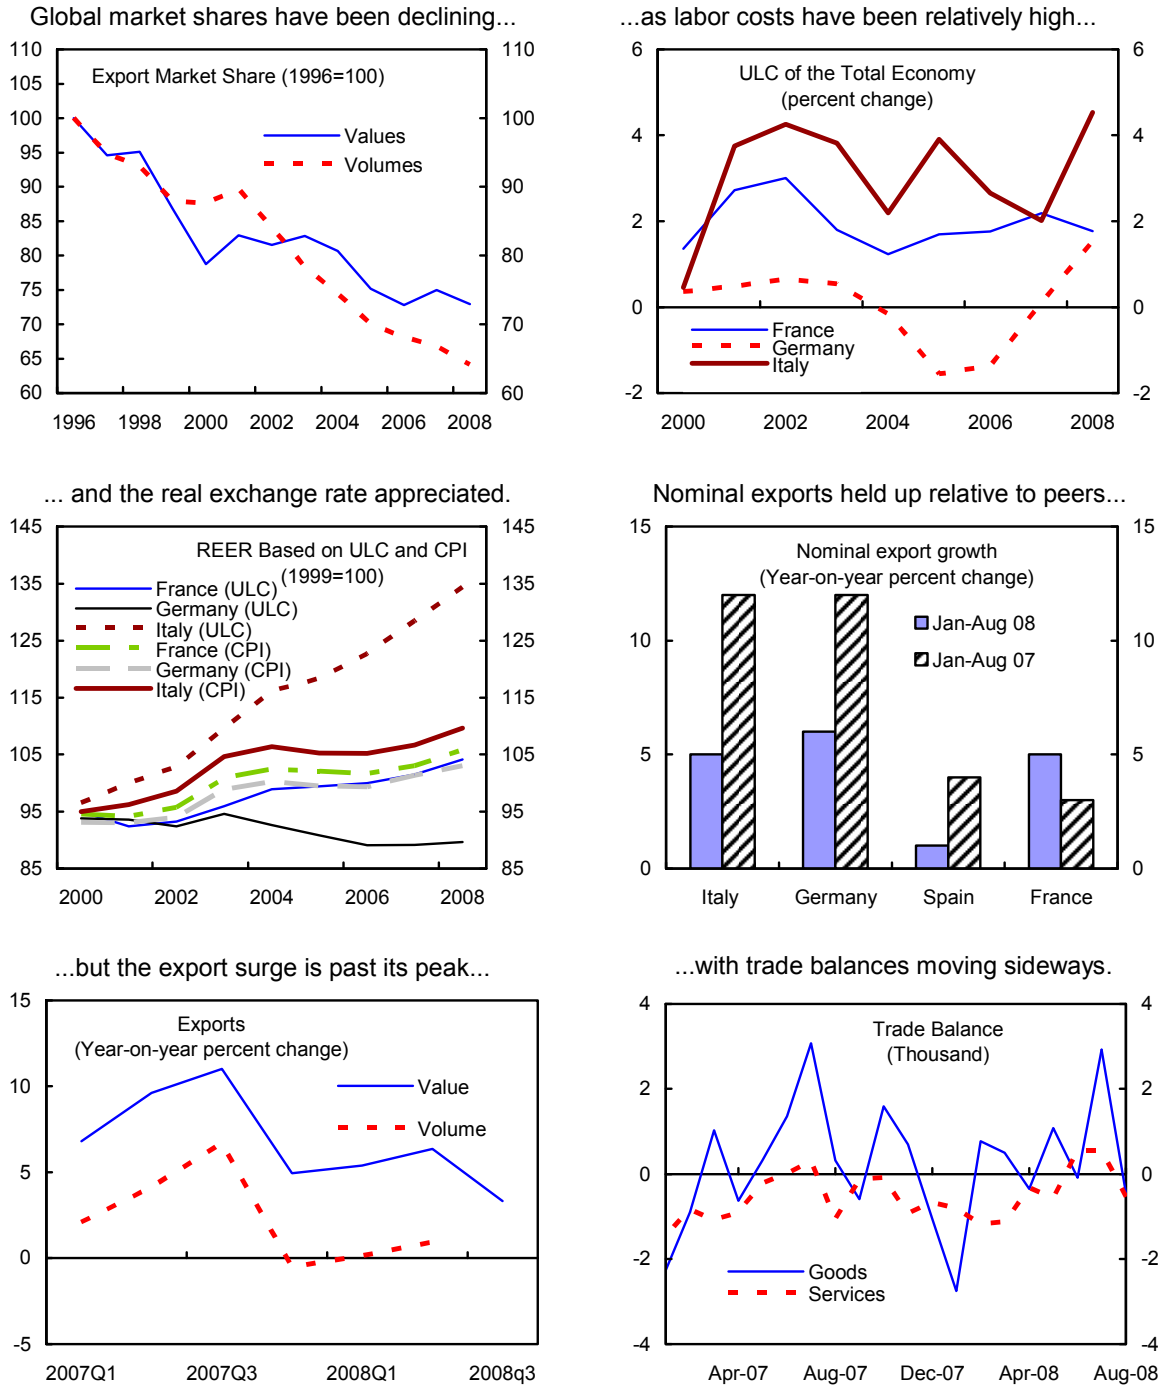 Global market shares have been declining...
110
110
Export Market Share (1996=100)
100
100
Values
95
Volumes
90
90
85
80
80
75
70
70
65
60
60
1996 1998 2000 2002 2004 2006 2008
...as labor costs have been relatively high...
6
6
ULC of the Total Economy
(percent change)
4
4
2
2
0
0
France
Germany
Italy
-2
-2
2000 2002 2004 2006 2008
... and the real exchange rate appreciated.
145
145
REER Based on ULC and CPI
(1999=100)
135
135
France (ULC)
Germany (ULC)
Italy (ULC)
125
125
France (CPI)
Germany (CPI)
Italy (CPI)
115
115
105
105
95
95
85
85
2000 2002 2004 2006 2008
Nominal exports held up relative to peers...
15
15
Nominal export growth
(Year-on-year percent change)
Jan-Aug 08
10
10
Jan-Aug 07
5
5
0
0
Italy Germany Spain France
...but the export surge is past its peak...
15
Exports
(Year-on-year percent change)
10
Value
Volume
5
0
-5
2007Q1 2007Q3 2008Q1 2008q3
...with trade balances moving sideways.
4
4
Trade Balance
(Thousand)
2
2
0
0
-2
-2
Goods
Services
-4
-4
Apr-07 Aug-07 Dec-07 Apr-08 Aug-08